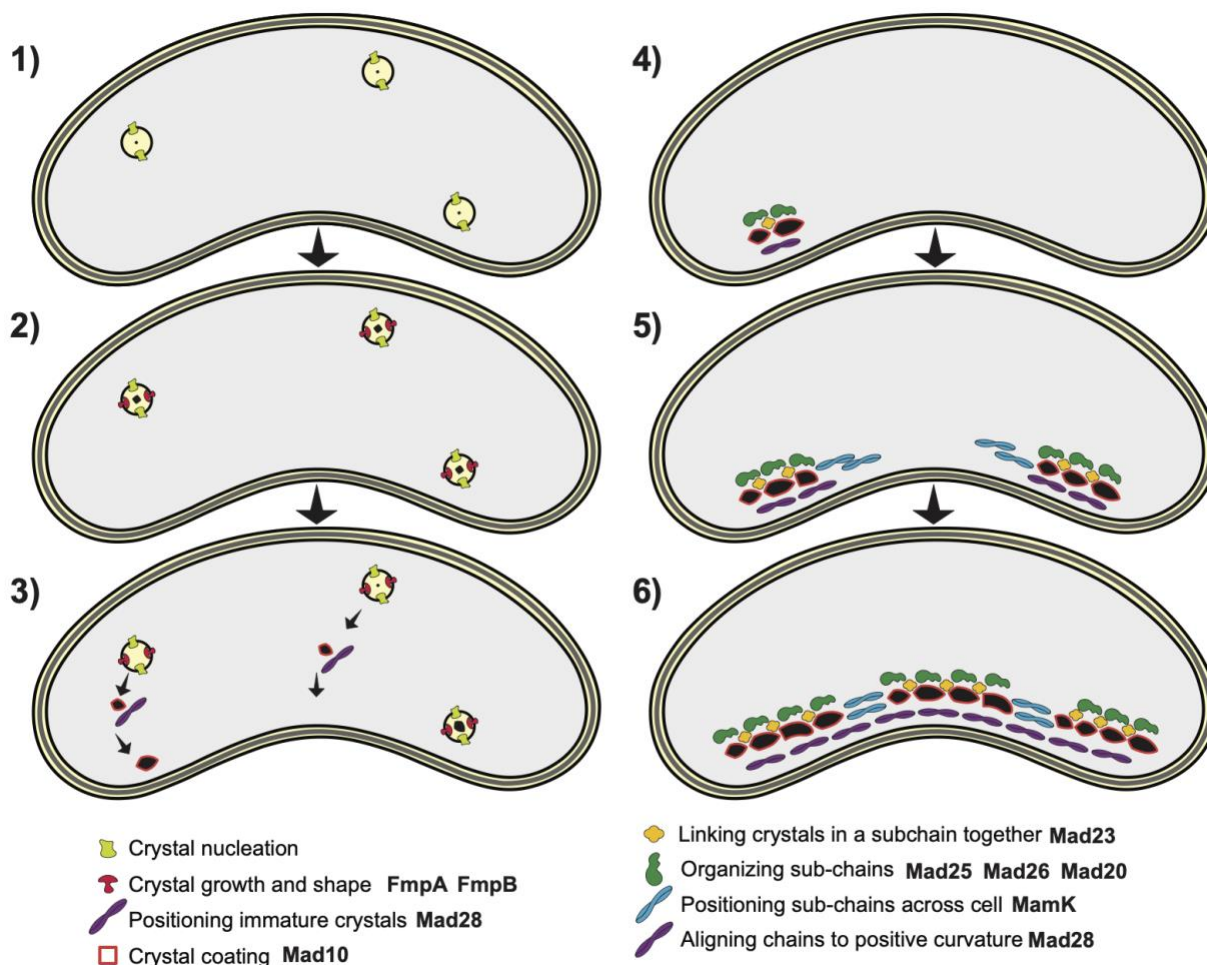 1)
2)
3)
4)
5)
6)
Crystal nucleation
Crystal growth and shape FmpA FmpB
Positioning immature crystals Mad28
Crystal coating Mad10
Linking crystals in a subchain together Mad23
Organizing sub-chains Mad25 Mad26 Mad20
Positioning sub-chains across cell MamK
Aligning chains to positive curvature Mad28